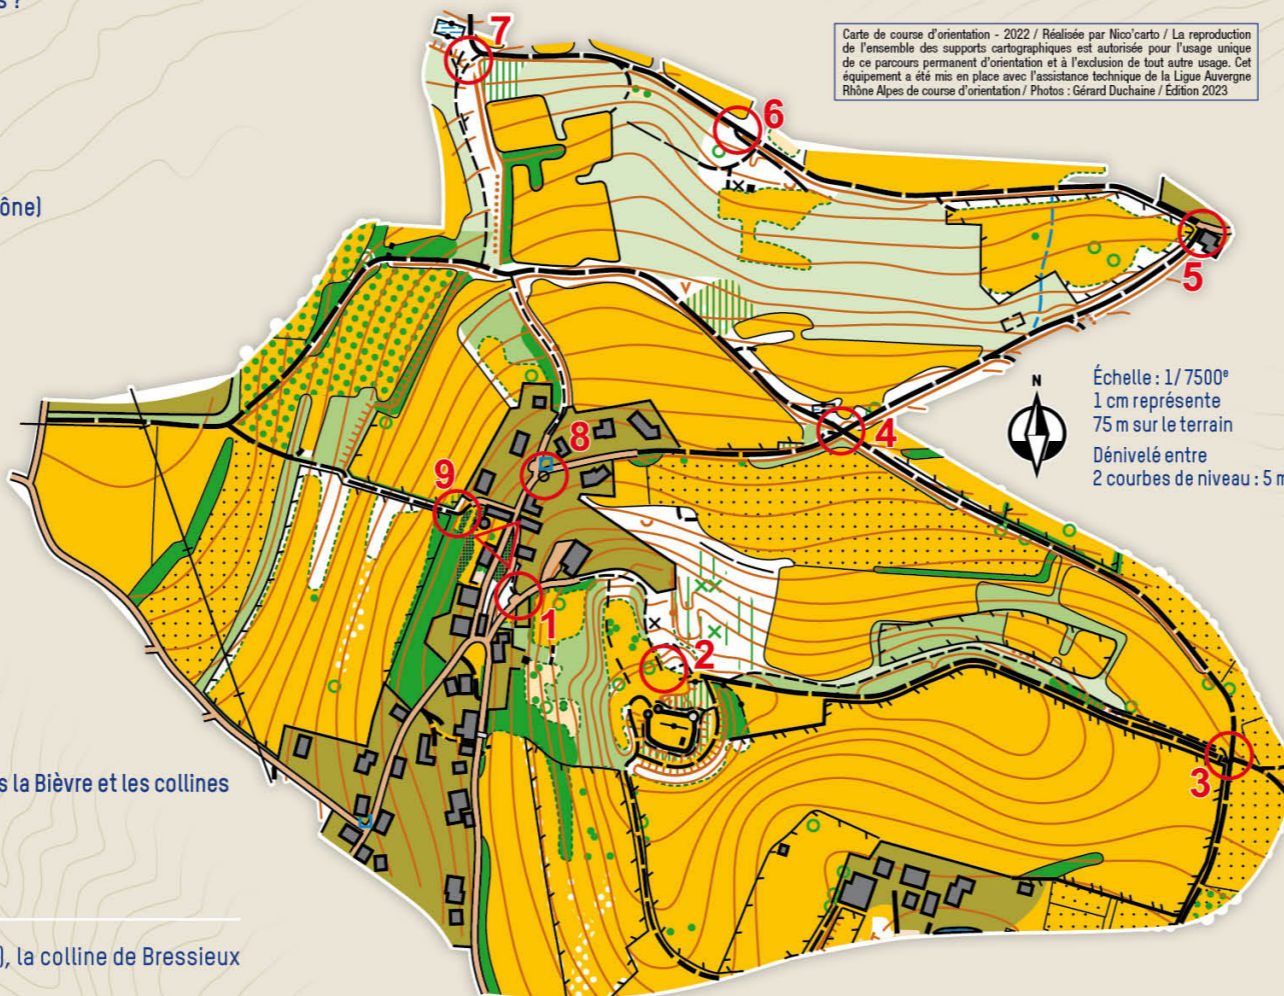 s ?
7
Carte de course d'orientation - 2022 / Réalisée par Nico'carto / La reproduction
de l'ensemble des supports cartographiques est autorisée pour l'usage unique
de ce parcours permanent d'orientation et à l'exclusion de tout autre usage. Cet
équipement a été mis en place avec l'assistance technique de la Ligue Auvergne
Rhône Alpes de course d'orientation / Photos : Gérard Duchaine / Édition 2023
6
ône)
5
N
Échelle : 1/ 7500e
1 cm représente
75 m sur le terrain
Dénivelé entre
2 courbes de niveau : 5 m
8
4
9
1
2
3
s la Bièvre et les collines
), la colline de Bressieux